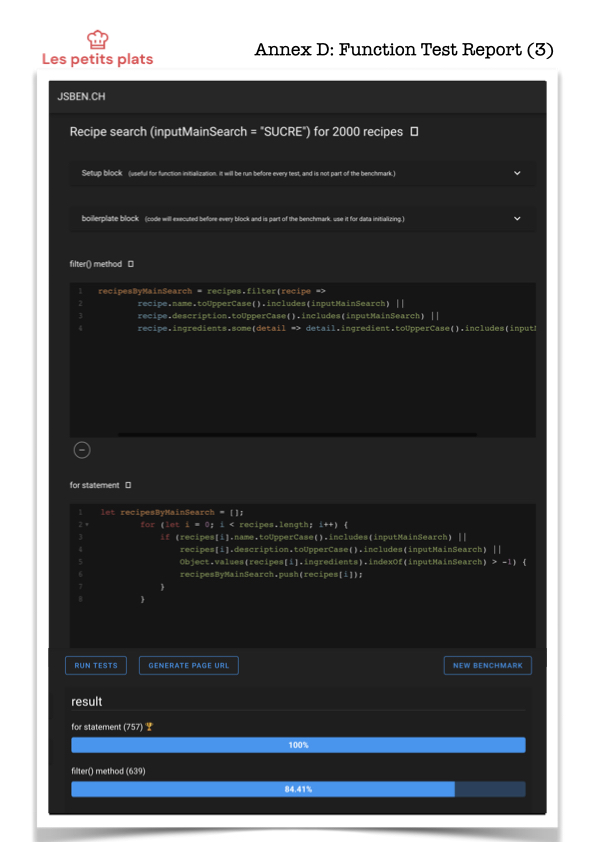 Les petits plats
Annex D: Function Test Report (3)
JSBEN.CH
Recipe search (inputMainSearch = "SUCRE") for 2000 recipes
Setup block (useful for function initialization. it will be run before every test, and is not part of the benchmark.)
boilerplate block (code will executed before every block and is part of the benchmark. use it for data initializing.)
filter() method
1 recipesByMainSearch = recipes.filter(recipe =>
2 recipe.name.toUpperCase().includes(inputMainSearch) ||
3 recipe.description.toUpperCase().includes(inputMainSearch) ||
4 recipe.ingredients.some(detail => detail.ingredient.toUpperCase().includes(input
for statement
1 let recipesByMainSearch = [];
2 for (let i = 0; i < recipes.length; i++) {
3 if (recipes[i].name.toUpperCase().includes(inputMainSearch) ||
4 recipes[i].description.toUpperCase().includes(inputMainSearch) ||
5 Object.values(recipes[i].ingredients).indexOf(inputMainSearch) > -1) {
6 recipesByMainSearch.push(recipes[i]);
7 }
8 }
RUN TESTS GENERATE PAGE URL NEW BENCHMARK
result
for statement (757) 🏆
100%
filter() method (639)
84.41%